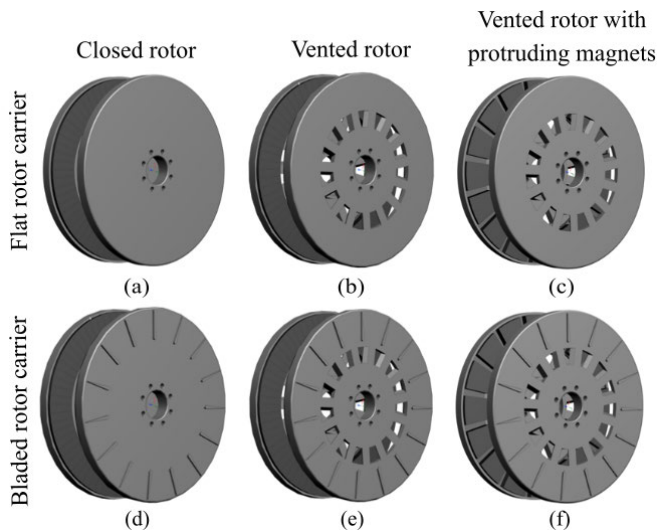 Closed rotor
Vented rotor
Vented rotor with
protruding magnets
Flat rotor carrier
(a)
(b)
(c)
Bladed rotor carrier
(d)
(e)
(f)